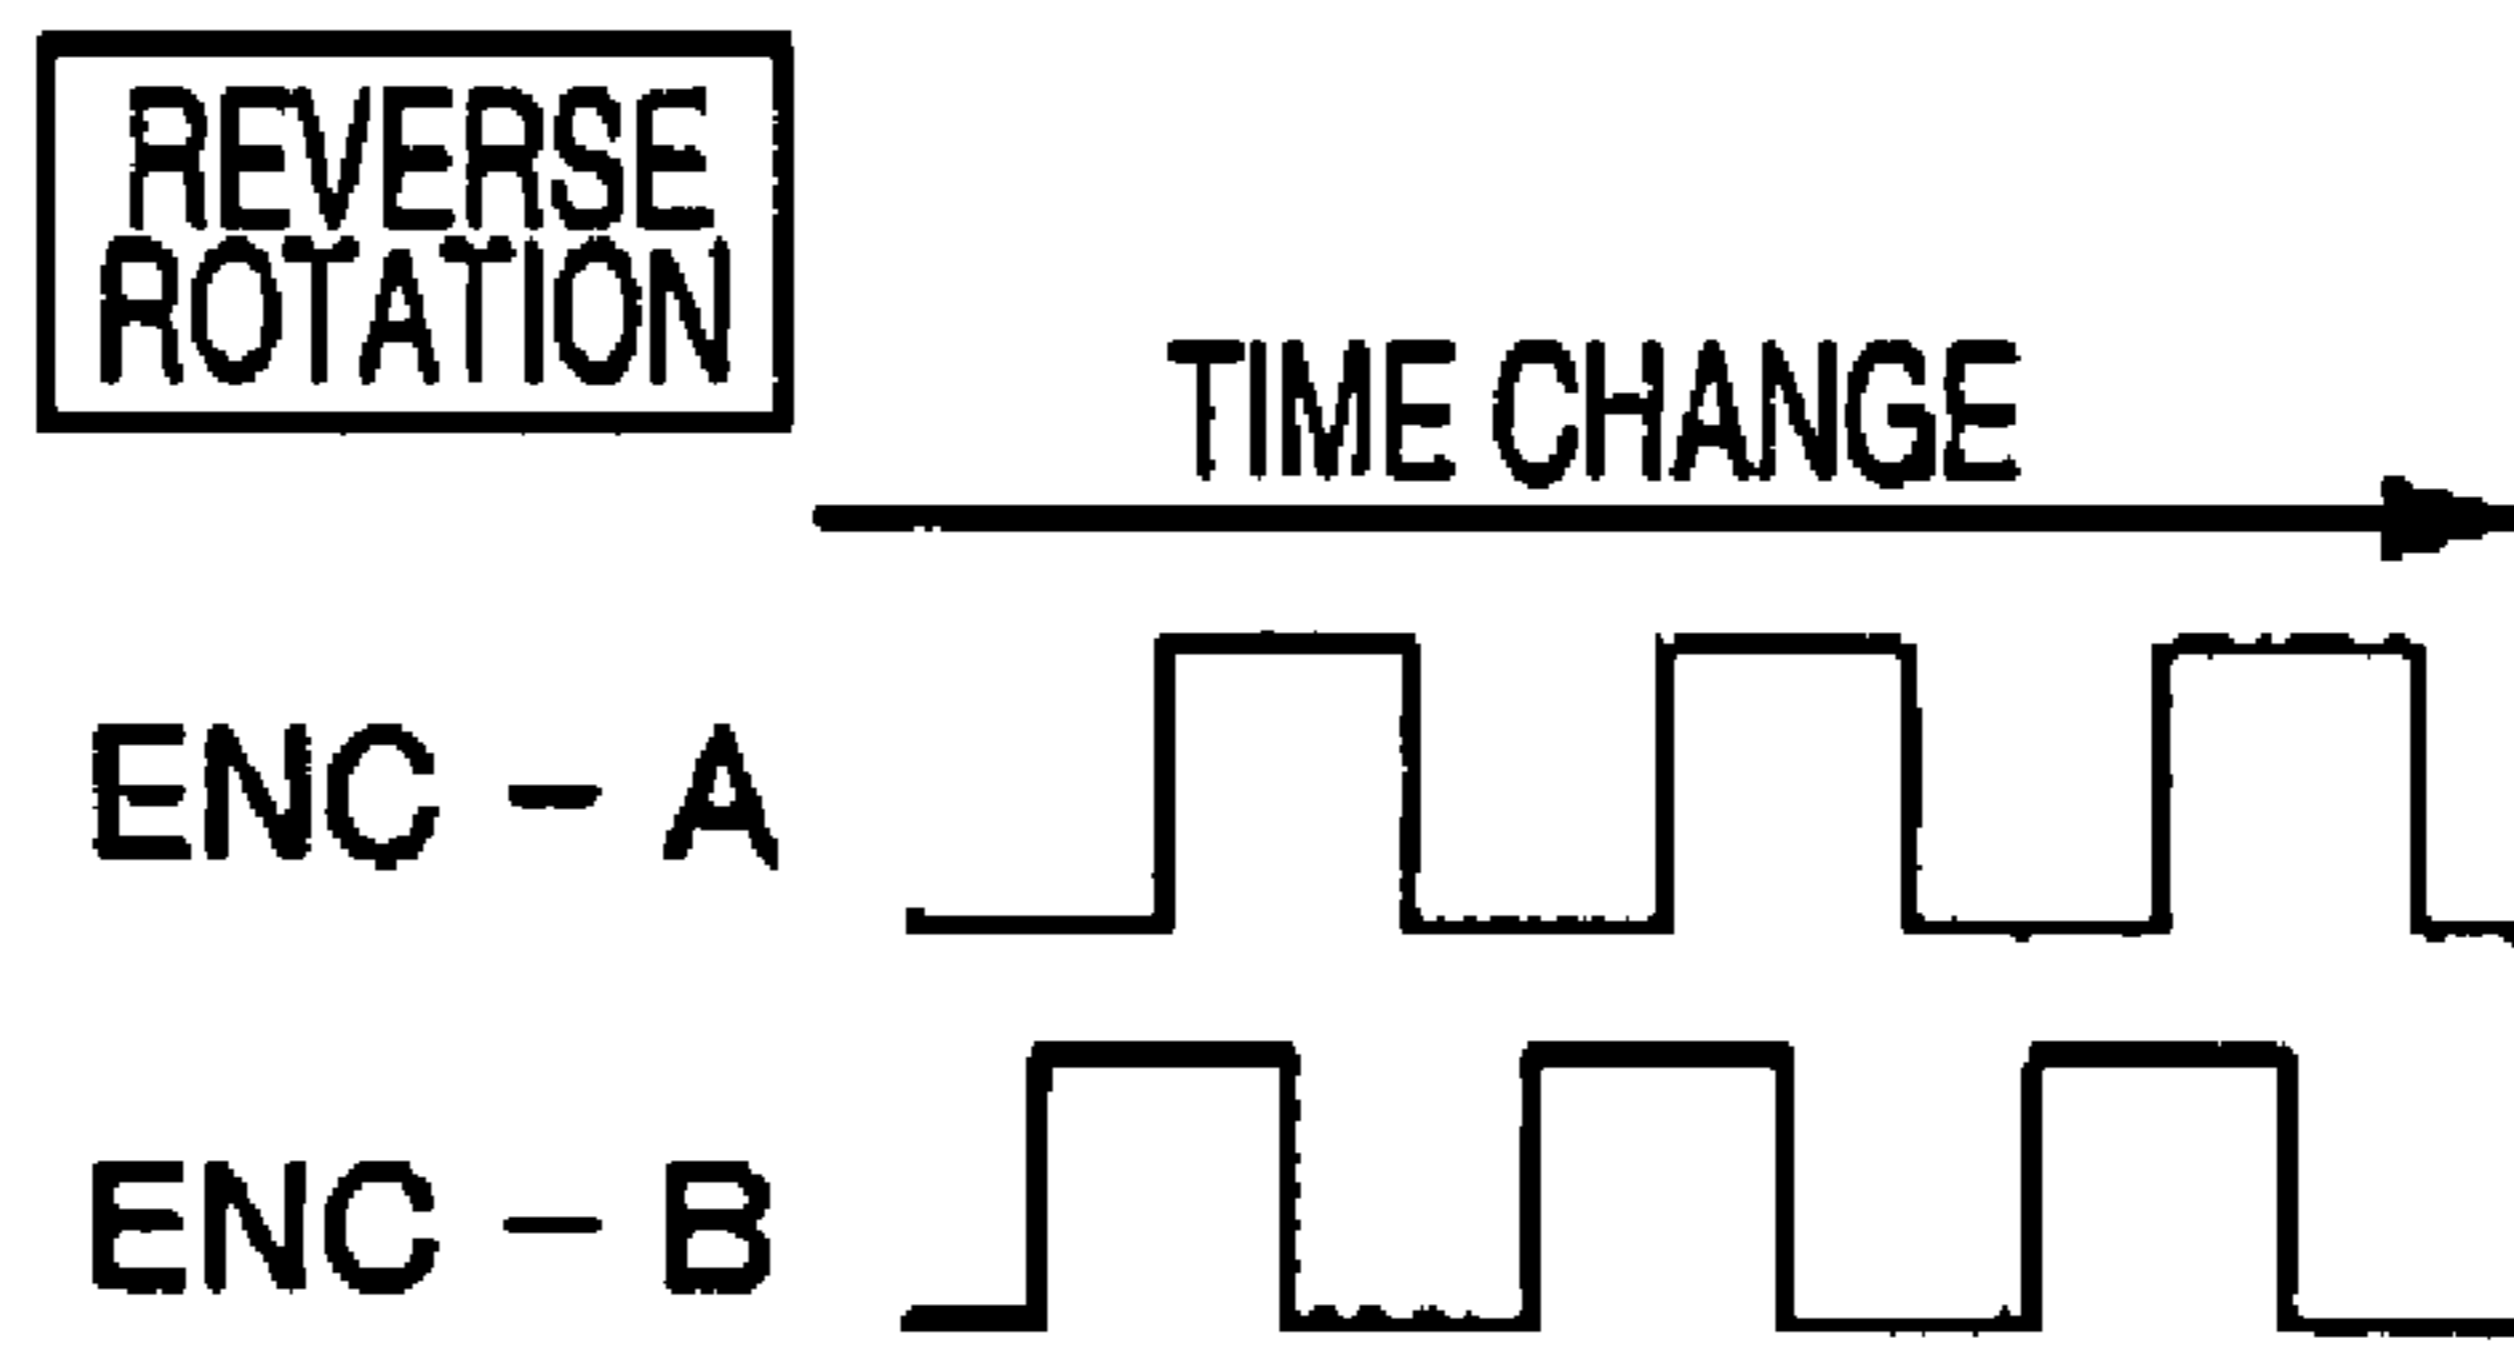 REVERSE
ROTATION
TIME CHANGE
ENC - A
ENC - B